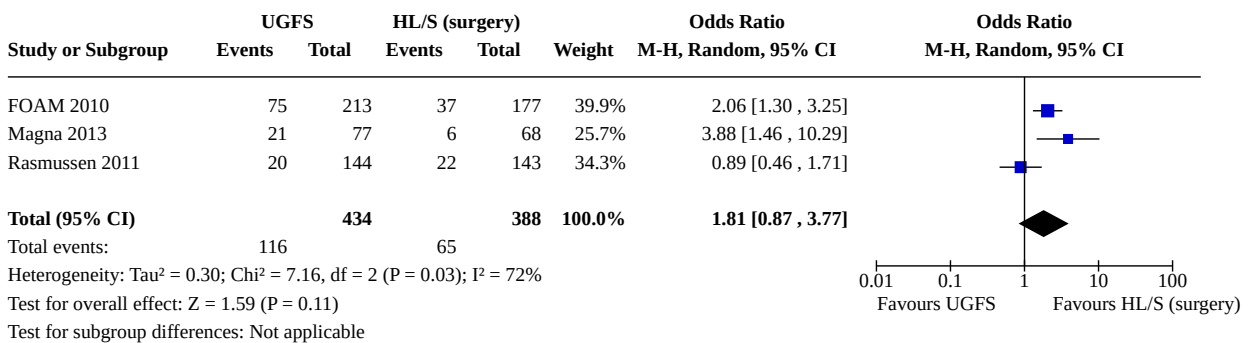 UGFS HL/S (surgery) Odds Ratio Odds Ratio
Study or Subgroup Events Total Events Total Weight M-H, Random, 95% CI M-H, Random, 95% CI
FOAM 2010 75 213 37 177 39.9% 2.06 [1.30 , 3.25]
Magna 2013 21 77 6 68 25.7% 3.88 [1.46 , 10.29]
Rasmussen 2011 20 144 22 143 34.3% 0.89 [0.46 , 1.71]
Total (95% CI) 434 388 100.0% 1.81 [0.87 , 3.77]
Total events: 116 65
Heterogeneity: Tau² = 0.30; Chi² = 7.16, df = 2 (P = 0.03); I² = 72%
0.01 0.1 1 10 100
Test for overall effect: Z = 1.59 (P = 0.11)
Favours UGFS Favours HL/S (surgery)
Test for subgroup differences: Not applicable